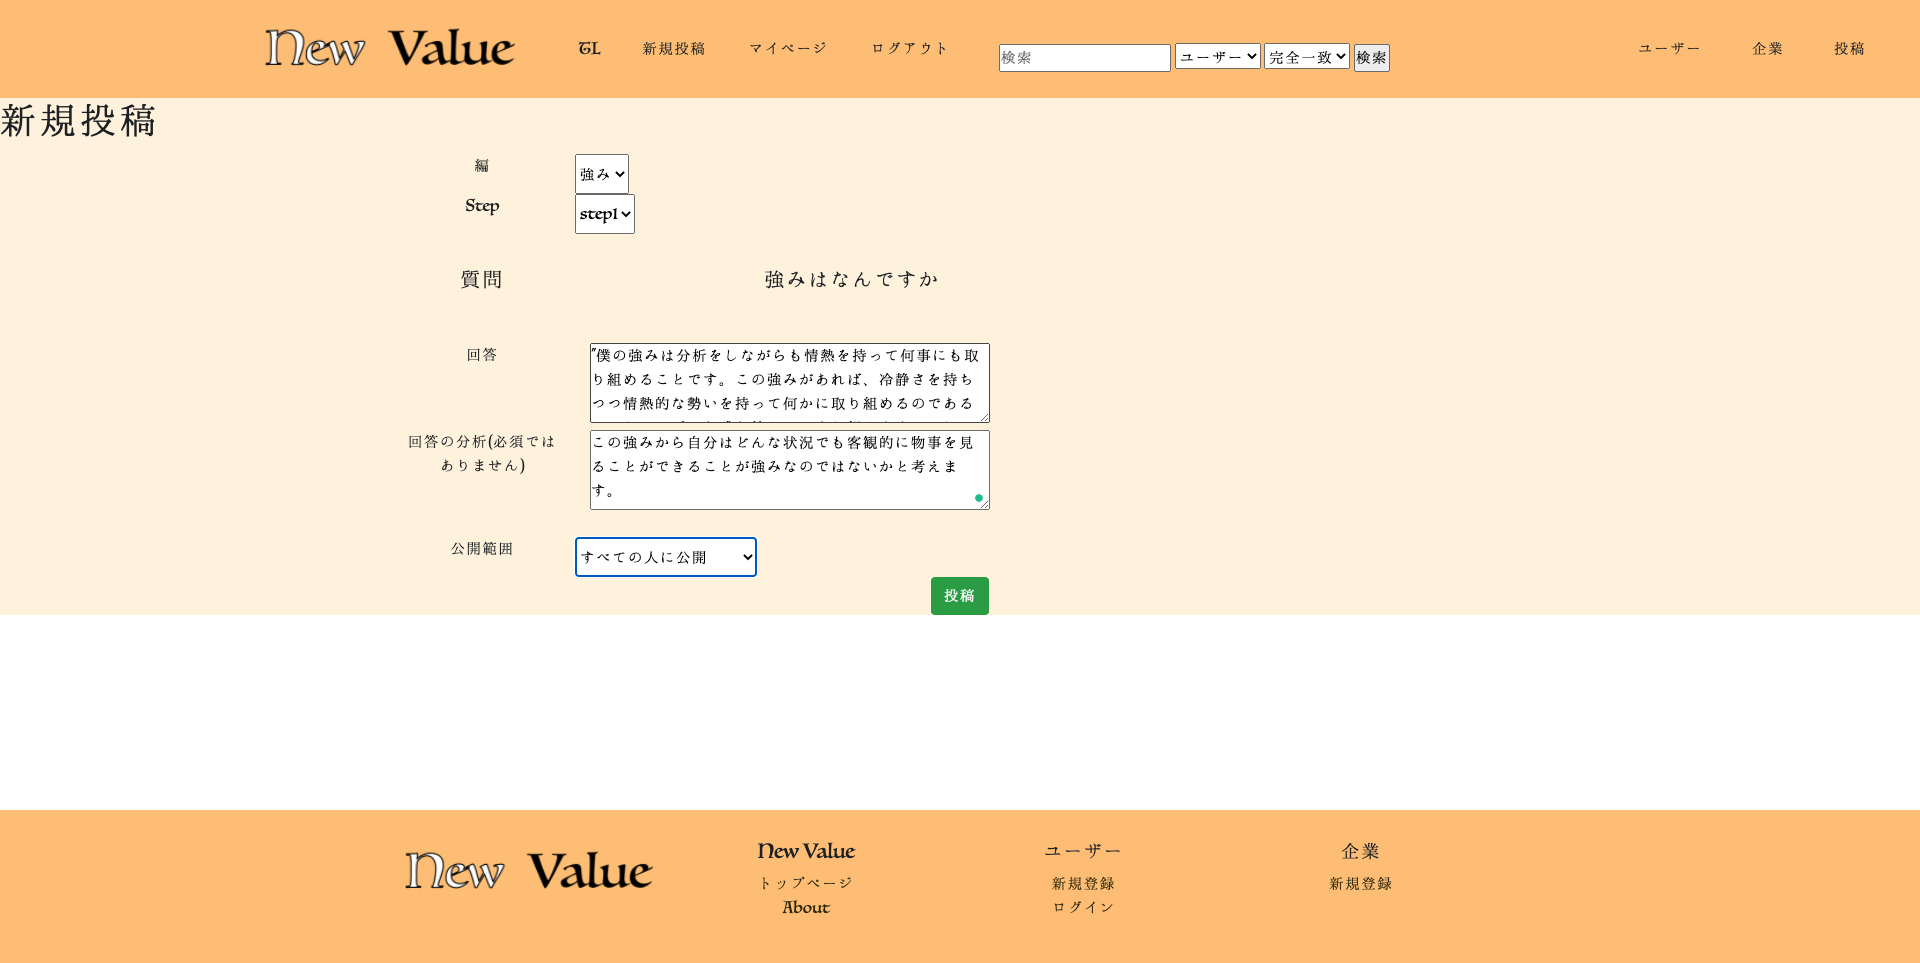 New Value
TL
新規投稿
マイページ
ログアウト
検索
ユーザー
完全一致
検索
ユーザー
企業
投稿
新規投稿
編
強み
Step
step1
質問
強みはなんですか
回答
"僕の強みは分析をしながらも情熱を持って何事にも取
り組めることです。この強みがあれば、冷静さを持ち
つつ情熱的な勢いを持って何かに取り組めるのである
回答の分析(必須では
ありません)
この強みから自分はどんな状況でも客観的に物事を見
ることができることが強みなのではないかと考えま
す。
公開範囲
すべての人に公開
投稿
New Value
New Value
トップページ
About
ユーザー
新規登録
ログイン
企業
新規登録